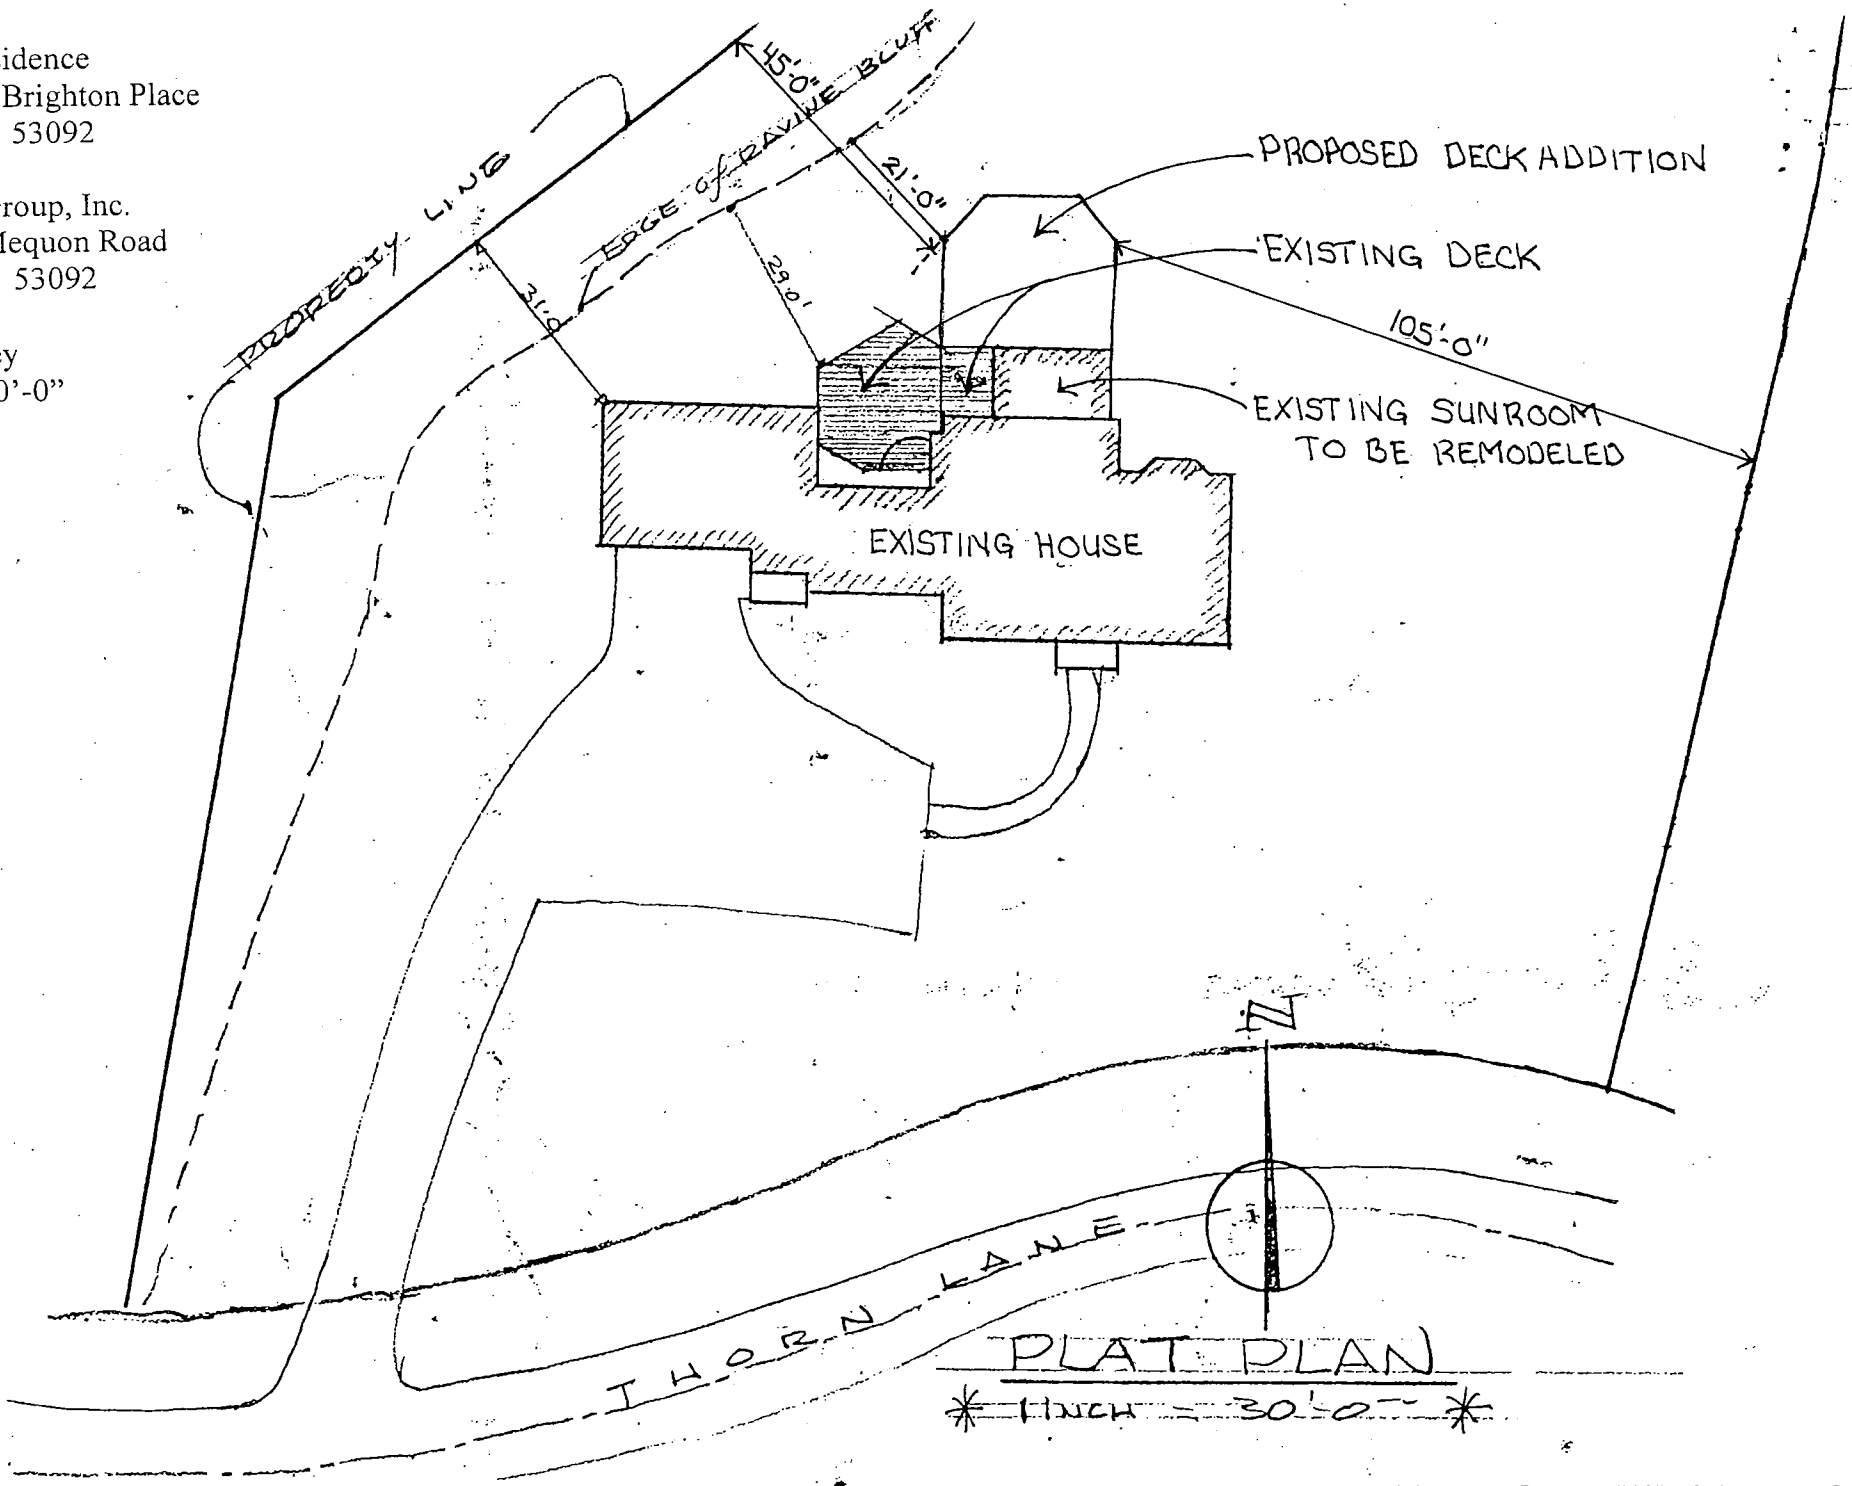 idence
Brighton Place
53092
roup, Inc.
lequon Road
53092
ey
0'-0"
PROPERTY LINE
EDGE of RAVINE BLUFF
45'-0"
21'-0"
29.0'
31'-0
PROPOSED DECK ADDITION
EXISTING DECK
105'-0"
EXISTING SUNROOM
TO BE REMODELED
EXISTING HOUSE
N
THORN LANE
PLAT PLAN
* 1 INCH = 30'-0" *